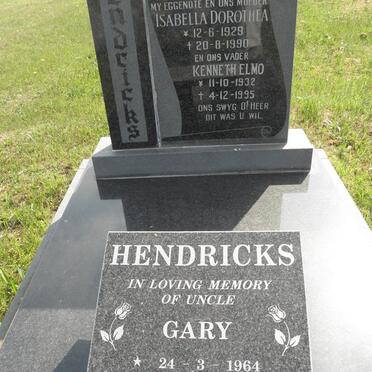 Hendricks
MY EGGENOTE EN ONS MOEDER
ISABELLA DOROTHEA
* 12-6-1929
† 20-8-1990
EN ONS VADER
KENNETH ELMO
* 11-10-1932
† 4-12-1995
ONS SWYG O! HEER
DIT WAS U WIL.
HENDRICKS
IN LOVING MEMORY
OF UNCLE
GARY
* 24 - 3 - 1964